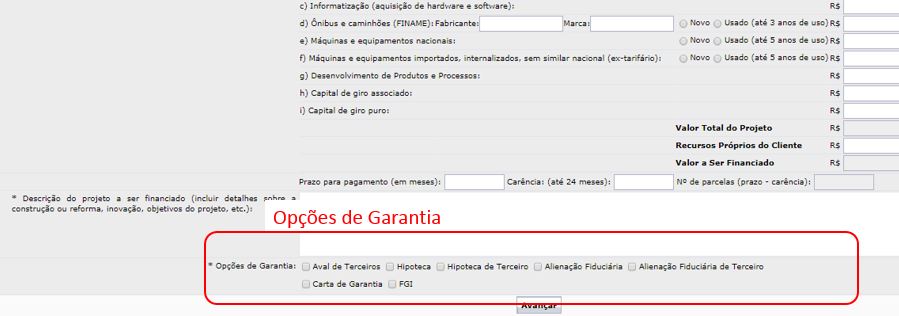 c) Informatização (aquisição de hardware e software): R$
d) Ônibus e caminhões (FINAME): Fabricante: Marca: Novo Usado (até 3 anos de uso) R$
e) Máquinas e equipamentos nacionais: Novo Usado (até 5 anos de uso) R$
f) Máquinas e equipamentos importados, internalizados, sem similar nacional (ex-tarifário): Novo Usado (até 5 anos de uso) R$
g) Desenvolvimento de Produtos e Processos: R$
h) Capital de giro associado: R$
i) Capital de giro puro: R$
Valor Total do Projeto R$
Recursos Próprios do Cliente R$
Valor a Ser Financiado R$
Prazo para pagamento (em meses): Carência: (até 24 meses): Nº de parcelas (prazo - carência):
* Descrição do projeto a ser financiado (incluir detalhes sobre a
construção ou reforma, inovação, objetivos do projeto, etc.):
Opções de Garantia
* Opções de Garantia: Aval de Terceiros Hipoteca Hipoteca de Terceiro Alienação Fiduciária Alienação Fiduciária de Terceiro
Carta de Garantia FGI
Avançar